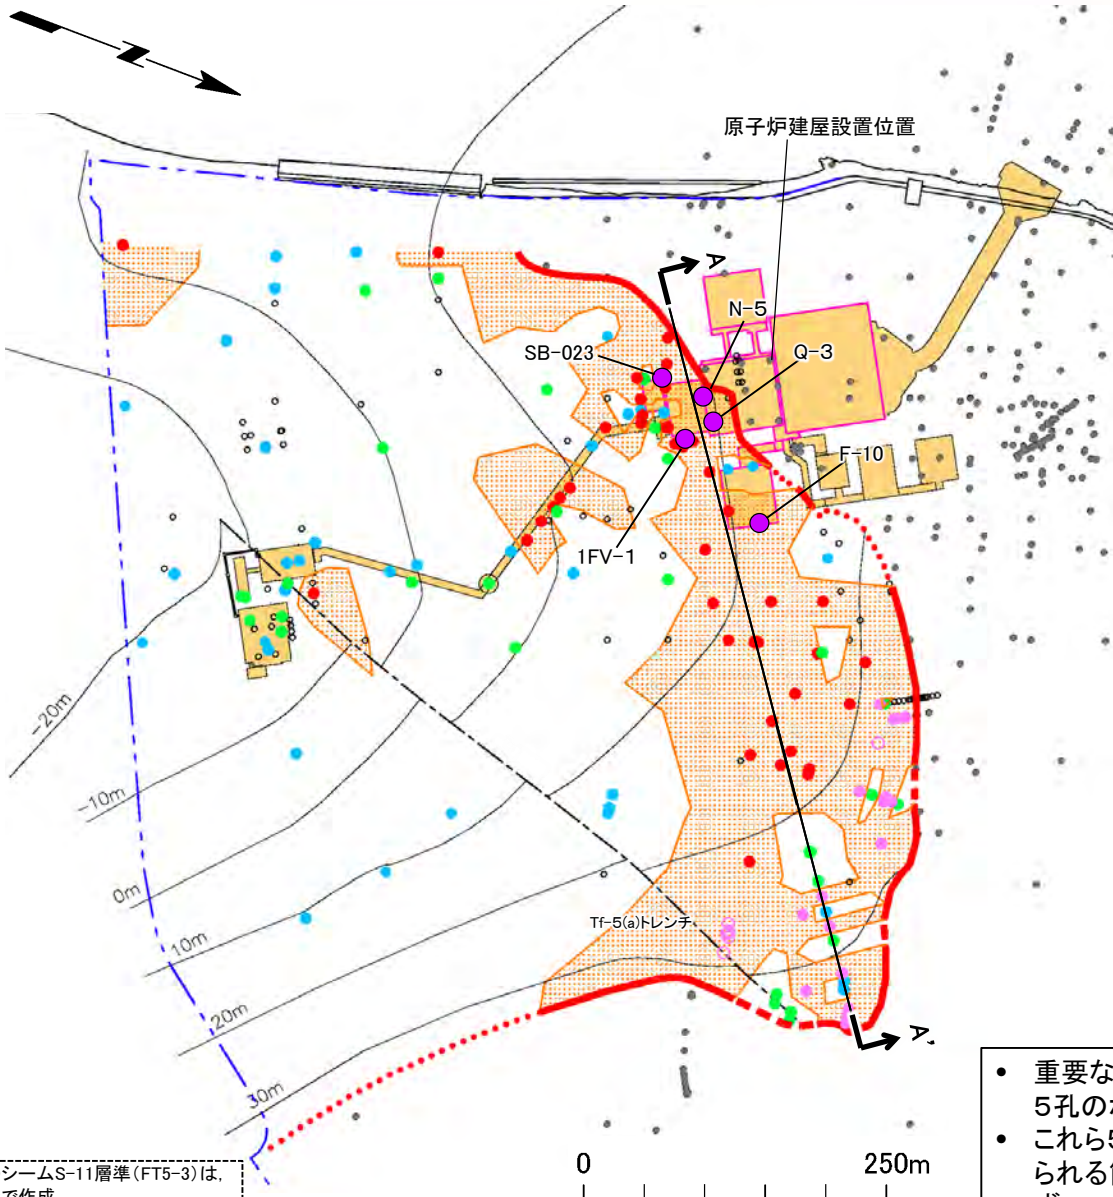 原子炉建屋設置位置
A
N-5
SB-023
Q-3
F-10
1FV-1
-20m
-10m
0m
10m
20m
30m
Tf-5(a)トレンチ
A'
シームS-11層準(FT5-3)は,
で作成
0
250m
• 重要な
5孔の
• これら5
られる